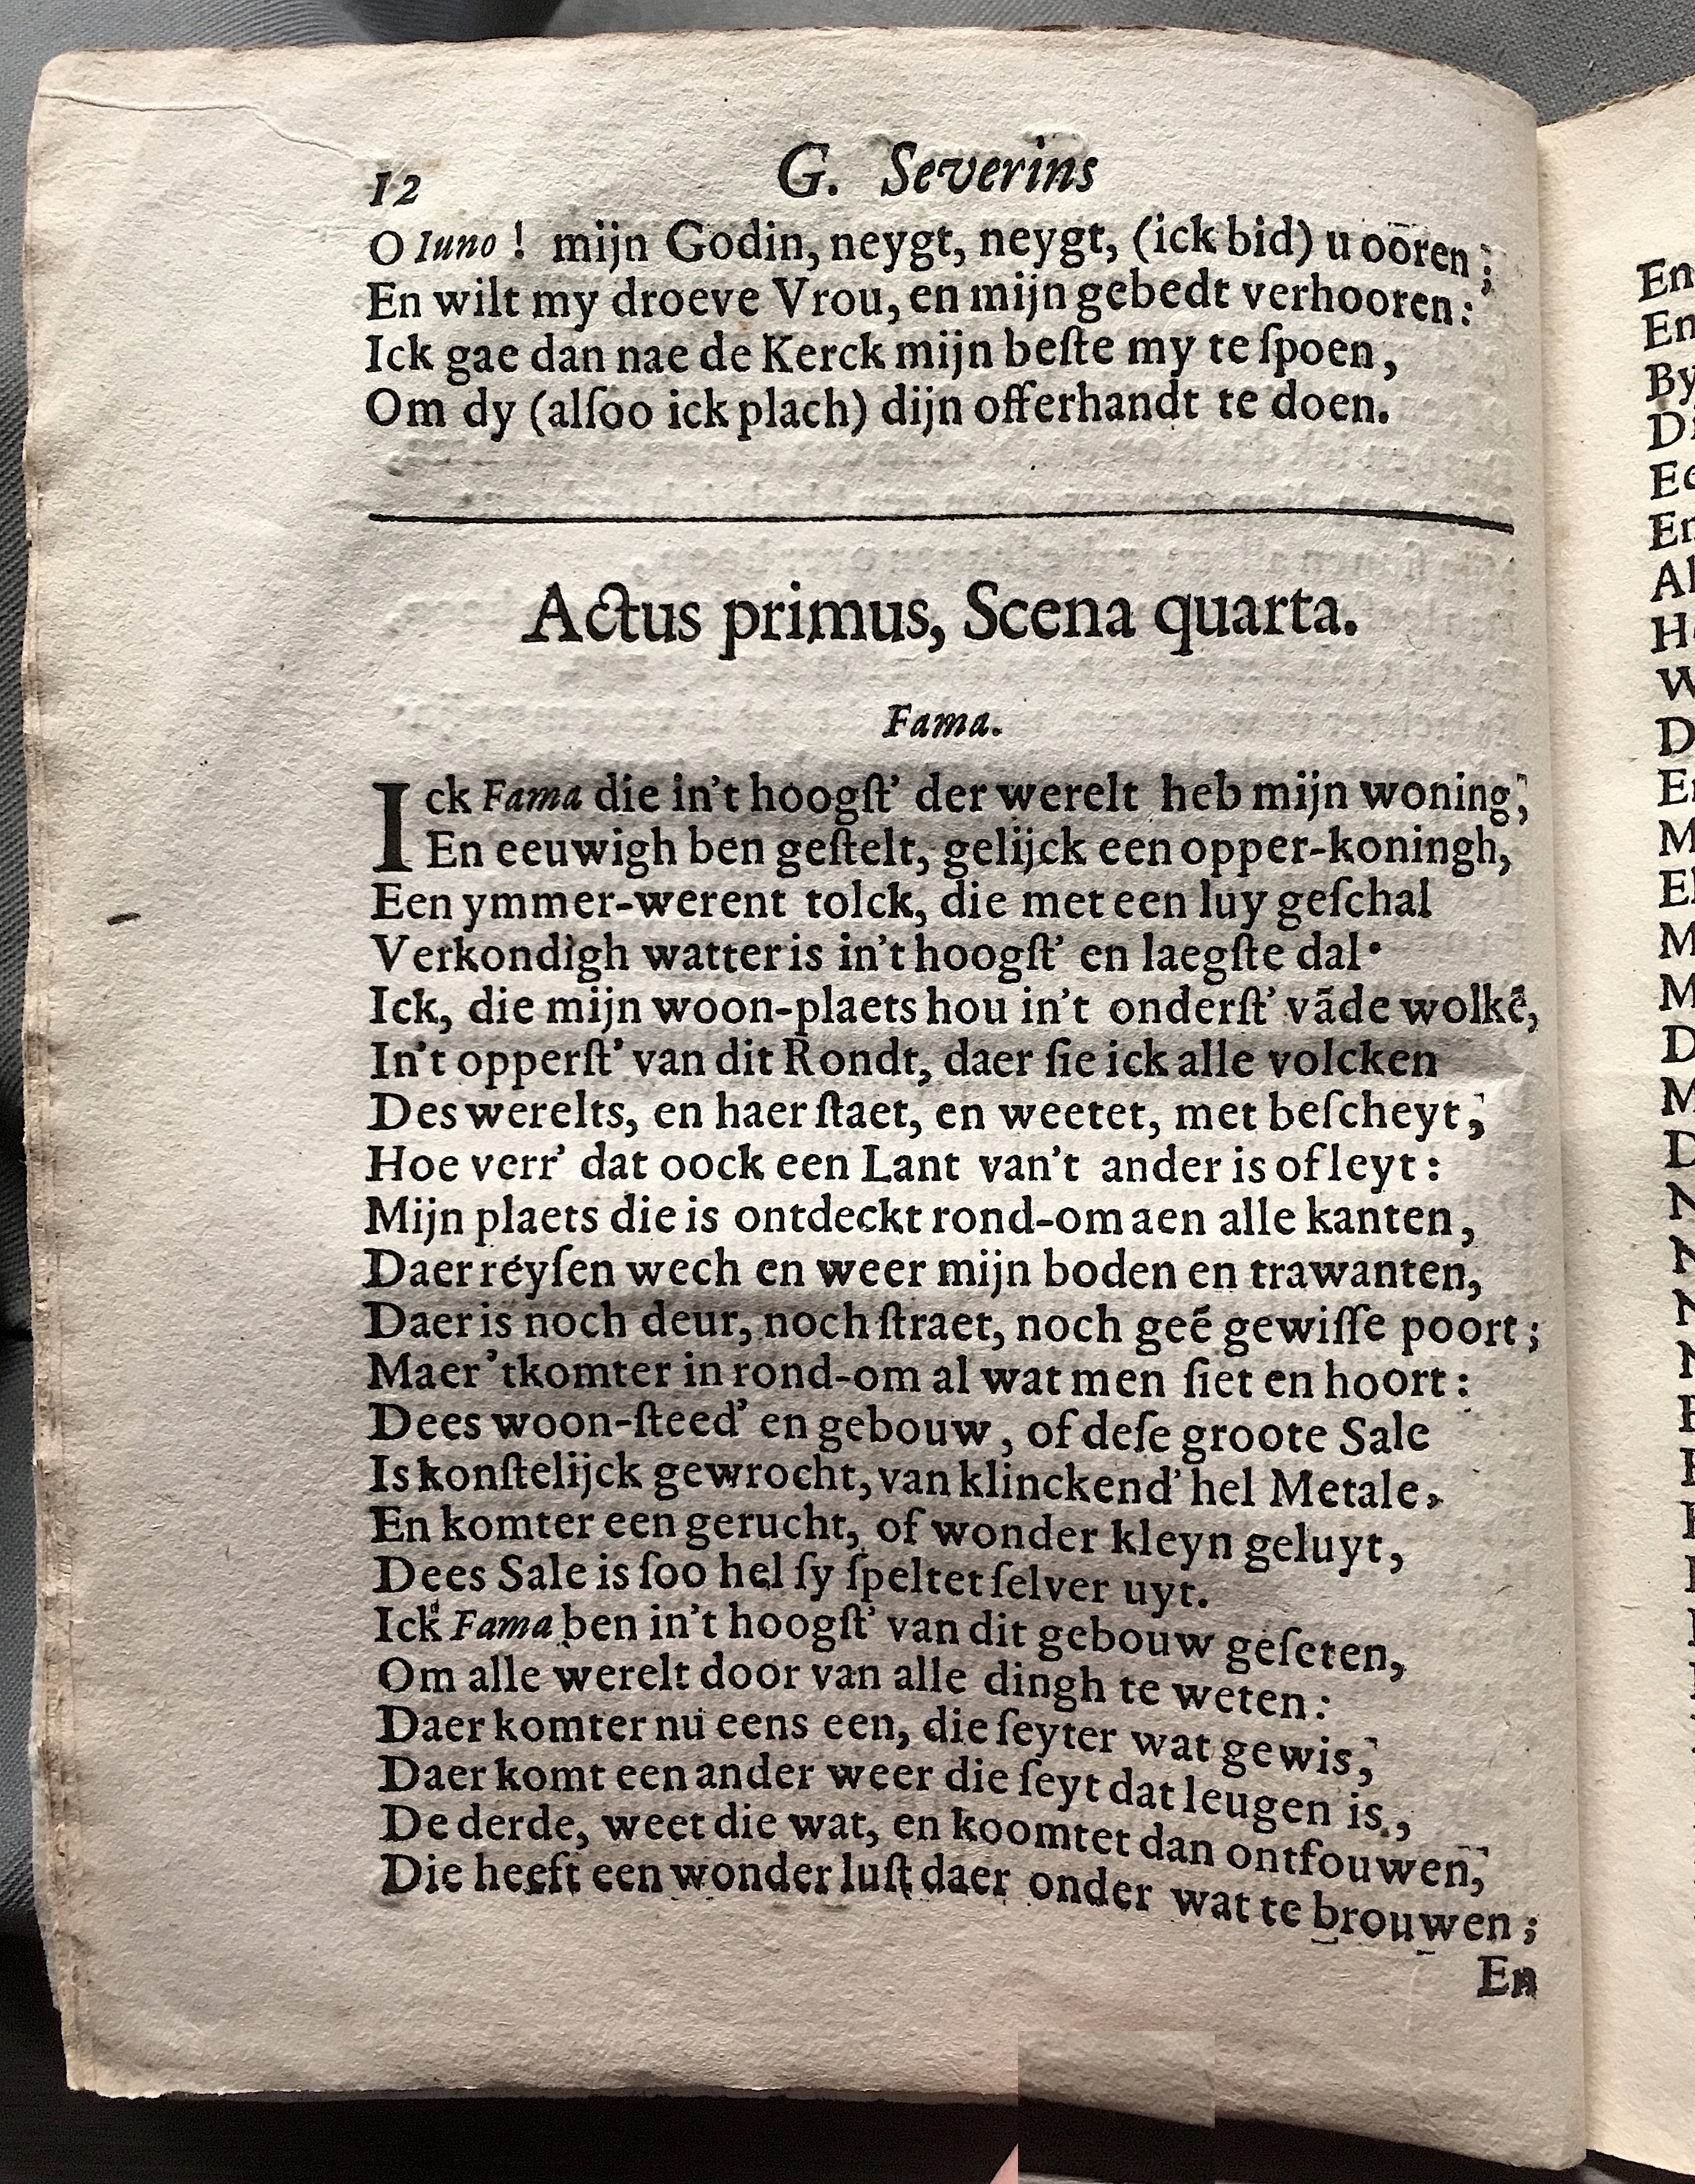 12 G. Severins
O Iuno! mijn Godin, neygt, neygt, (ick bid) u ooren;
En wilt my droeve Vrou, en mijn gebedt verhooren:
Ick gae dan nae de Kerck mijn beſte my te ſpoen,
Om dy (alſoo ick plach) dijn offerhandt te doen.
Actus primus, Scena quarta.
Fama.
Ick Fama die in't hoogſt' der werelt heb mijn woning,
En eeuwigh ben geſtelt, gelijck een opper-koningh,
Een ymmer-werent tolck, die met een luy geſchal
Verkondigh watter is in't hoogſt' en laegſte dal.
Ick, die mijn woon-plaets hou in't onderſt' vāde wolkē,
In't opperſt' van dit Rondt, daer ſie ick alle volcken
Des werelts, en haer ſtaet, en weetet, met beſcheyt,
Hoe verr' dat oock een Lant van't ander is of leyt:
Mijn plaets die is ontdeckt rond-om aen alle kanten,
Daer reyſen wech en weer mijn boden en trawanten,
Daer is noch deur, noch ſtraet, noch geē gewiſſe poort;
Maer 'tkomter in rond-om al wat men ſiet en hoort:
Dees woon-ſteed' en gebouw, of deſe groote Sale
Is konſtelijck gewrocht, van klinckend' hel Metale,
En komter een gerucht, of wonder kleyn geluyt,
Dees Sale is ſoo hel ſy ſpeltet ſelver uyt.
Ick Fama ben in't hoogſt' van dit gebouw geſeten,
Om alle werelt door van alle dingh te weten:
Daer komter nu eens een, die ſeyter wat gewis,
Daer komt een ander weer die ſeyt dat leugen is,
De derde, weet die wat, en koomtet dan ontfouwen,
Die heeft een wonder luſt daer onder wat te brouwen;
En